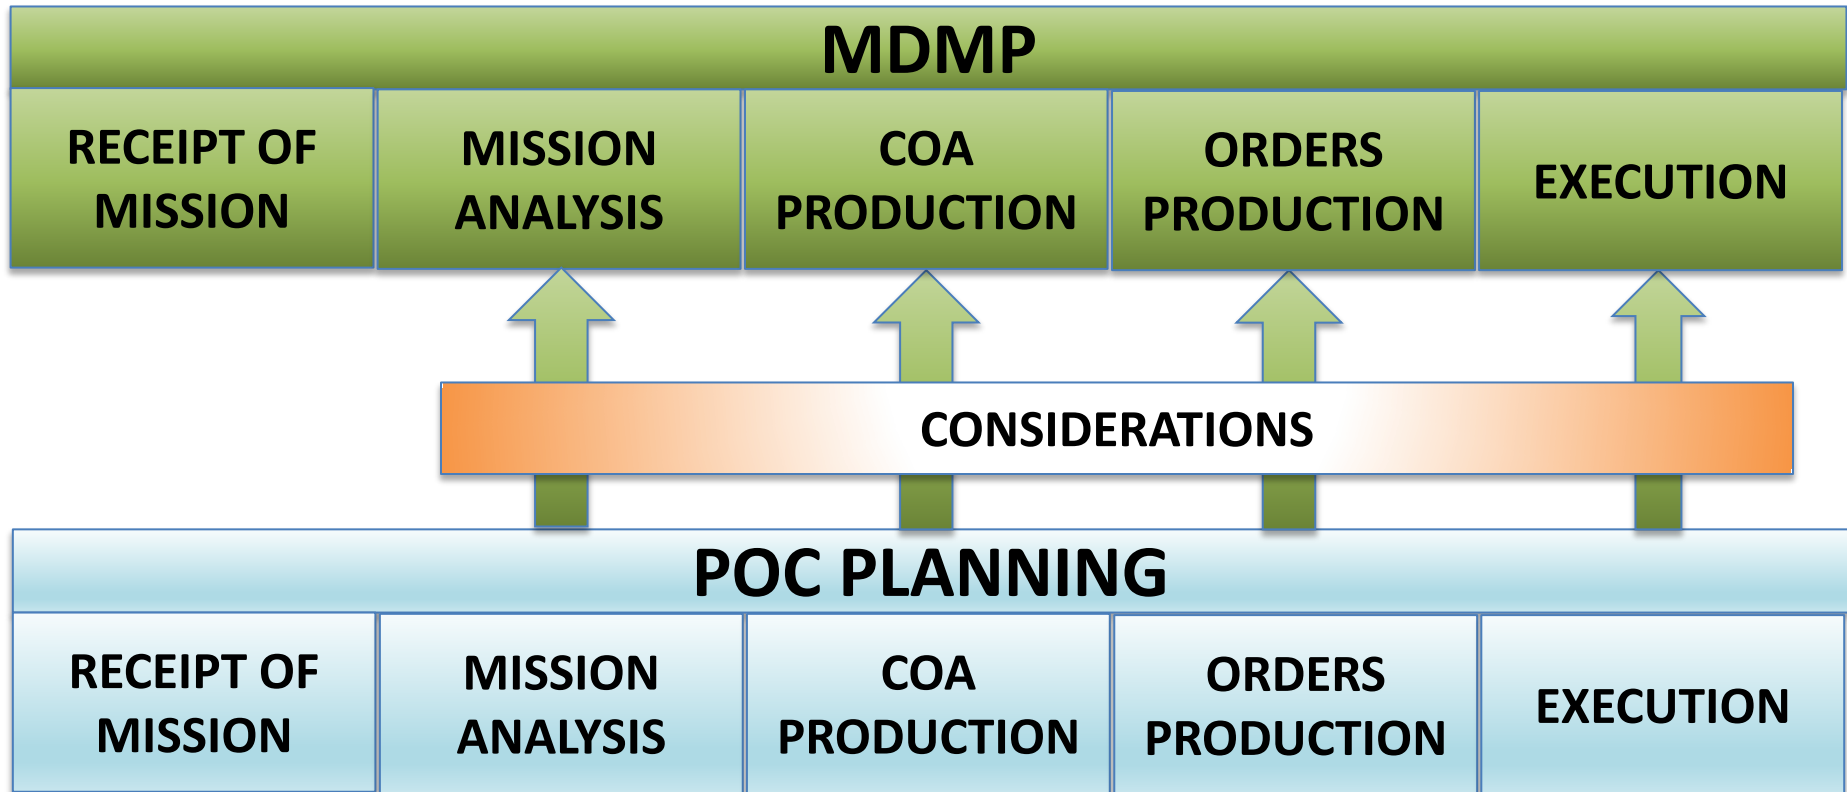 MDMP
RECEIPT OF
MISSION
MISSION
ANALYSIS
COA
PRODUCTION
ORDERS
PRODUCTION
EXECUTION
CONSIDERATIONS
POC PLANNING
RECEIPT OF
MISSION
MISSION
ANALYSIS
COA
PRODUCTION
ORDERS
PRODUCTION
EXECUTION